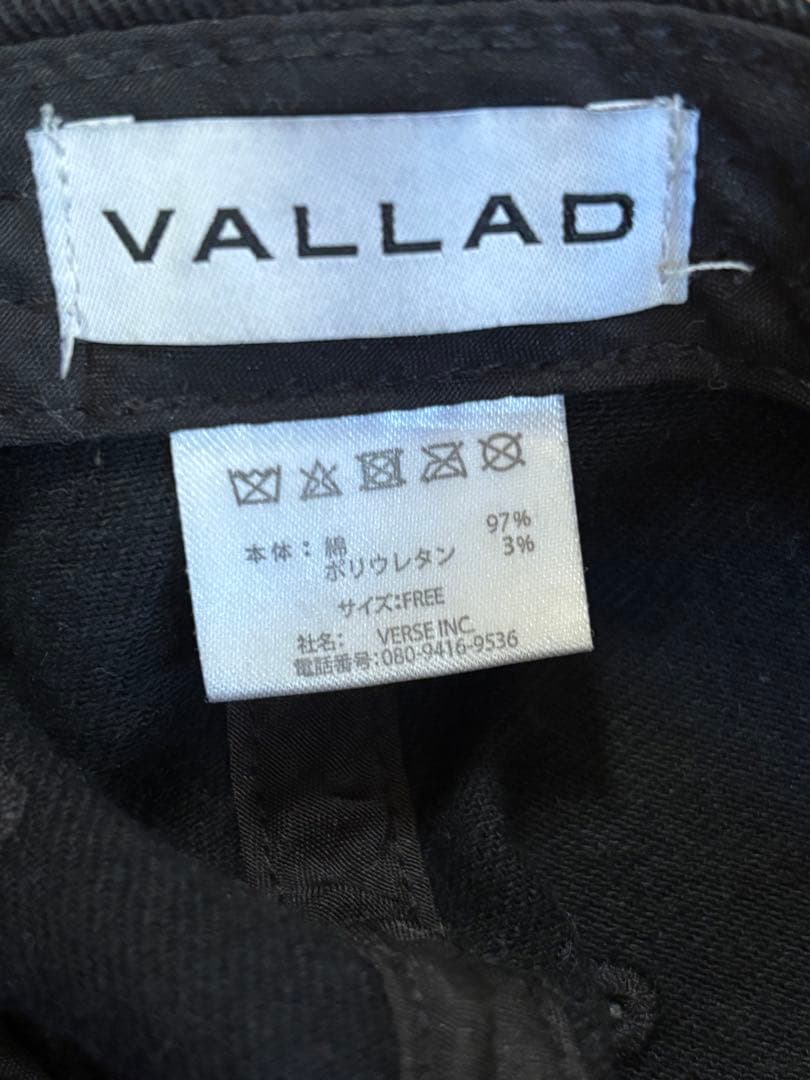 VALLAD
本体：綿 97%
ポリウレタン 3%
サイズ:FREE
社名: VERSE INC.
電話番号:080-9416-9536